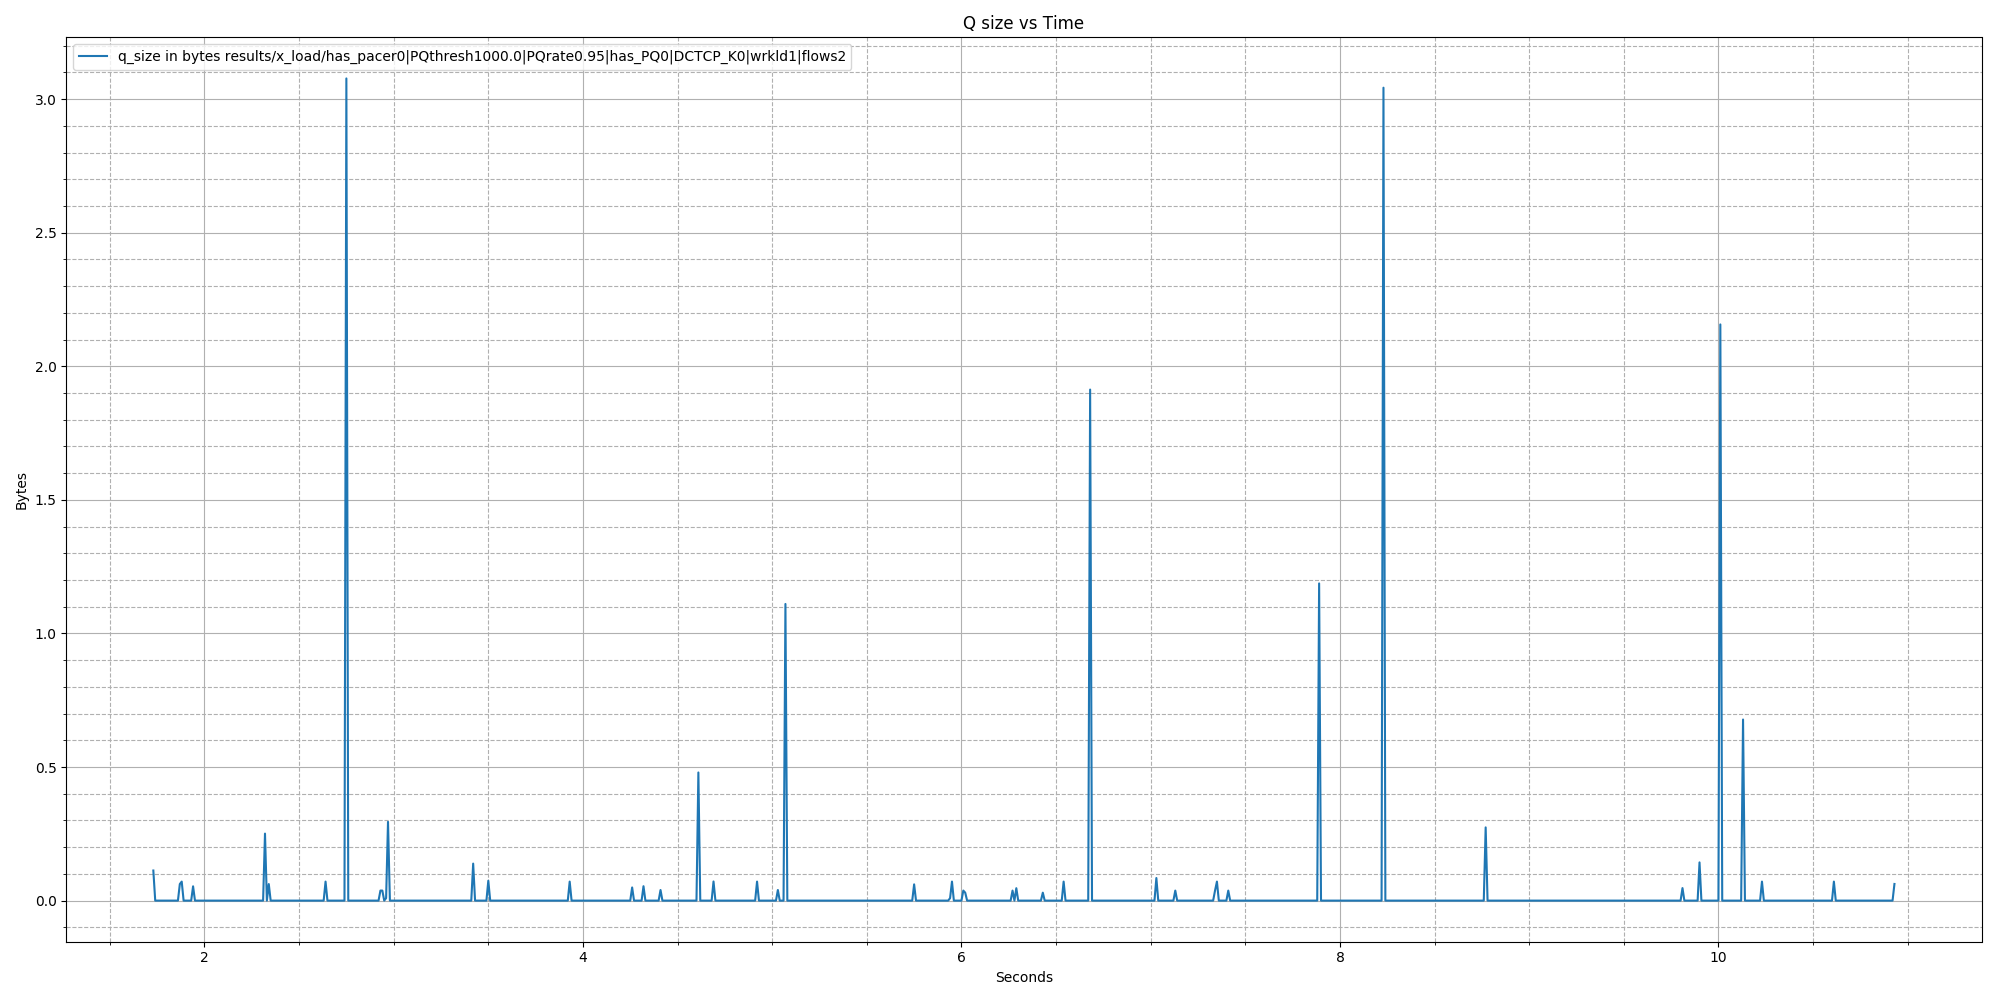 Q size vs Time
q_size in bytes results/x_load/has_pacer0|PQthresh1000.0|PQrate0.95|has_PQ0|DCTCP_K0|wrkld1|flows2
3.0
2.5
2.0
1.5
1.0
0.5
0.0
Bytes
2 4 6 8 10
Seconds